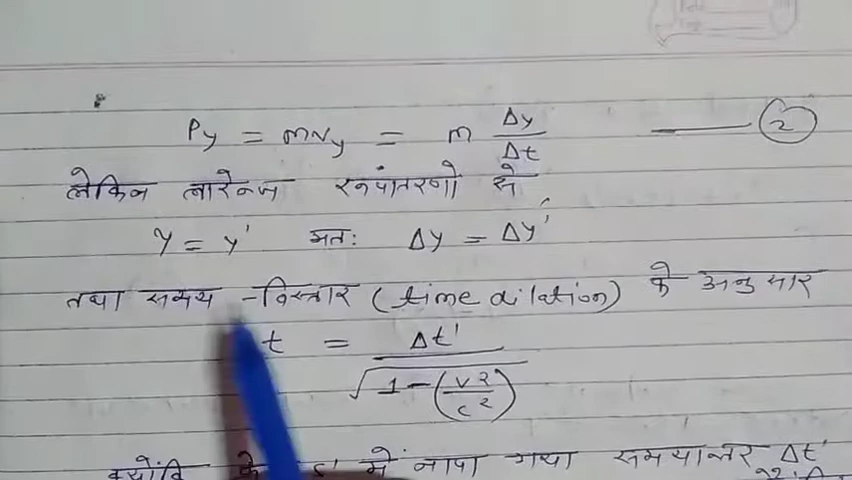 Py = mvy = m Δy/Δt —— (2)
लेकिन लारेन्ज रूपांतरणो से
y = y' अतः Δy = Δy'
तथा समय-विस्तार (time dilation) के अनुसार
t = Δt' / √1-(v²/c²)
क्योंकि S' में नापा गया समयान्तर Δt'